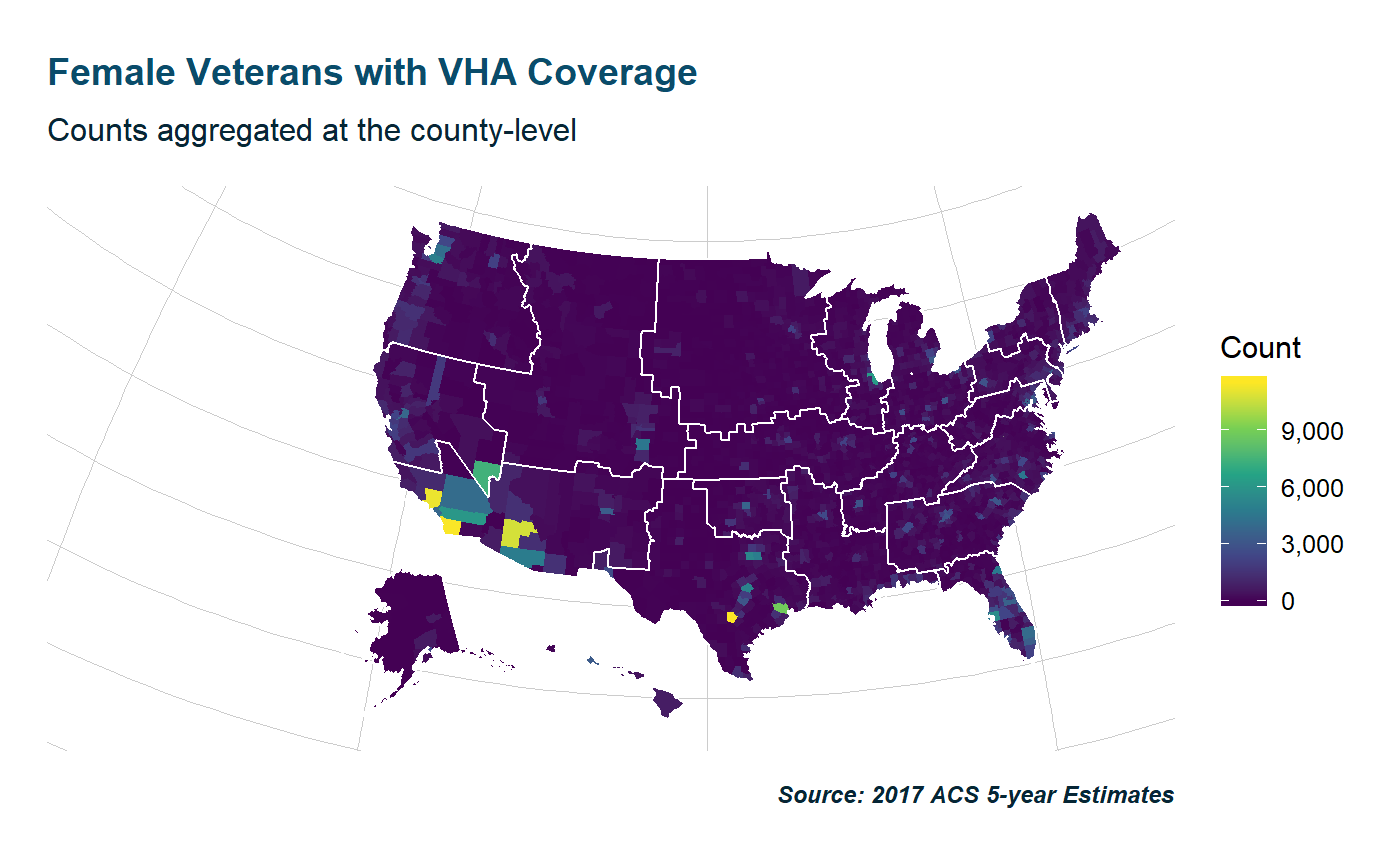 Female Veterans with VHA Coverage
Counts aggregated at the county-level
Count
9,000
6,000
3,000
0
Source: 2017 ACS 5-year Estimates